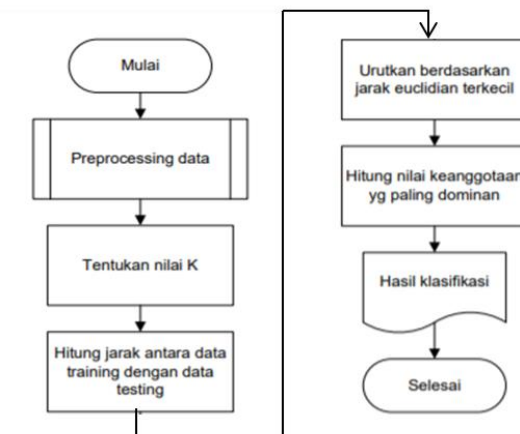 Mulai
Preprocessing data
Tentukan nilai K
Hitung jarak antara data
training dengan data
testing
Urutkan berdasarkan
jarak euclidian terkecil
Hitung nilai keanggotaan
yg paling dominan
Hasil klasifikasi
Selesai